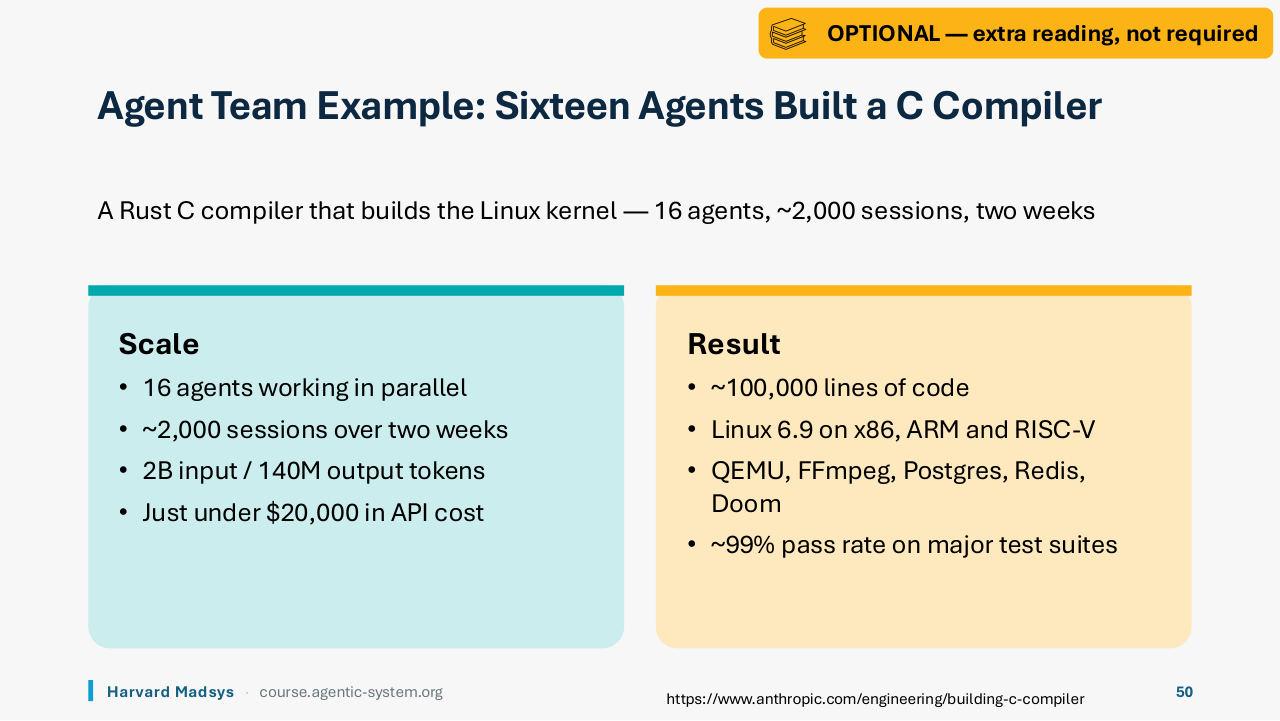 OPTIONAL — extra reading, not required
Agent Team Example: Sixteen Agents Built a C Compiler
A Rust C compiler that builds the Linux kernel — 16 agents, ~2,000 sessions, two weeks
Scale
• 16 agents working in parallel
• ~2,000 sessions over two weeks
• 2B input / 140M output tokens
• Just under $20,000 in API cost
Result
• ~100,000 lines of code
• Linux 6.9 on x86, ARM and RISC-V
• QEMU, FFmpeg, Postgres, Redis,
Doom
• ~99% pass rate on major test suites
Harvard Madsys · course.agentic-system.org
https://www.anthropic.com/engineering/building-c-compiler
50